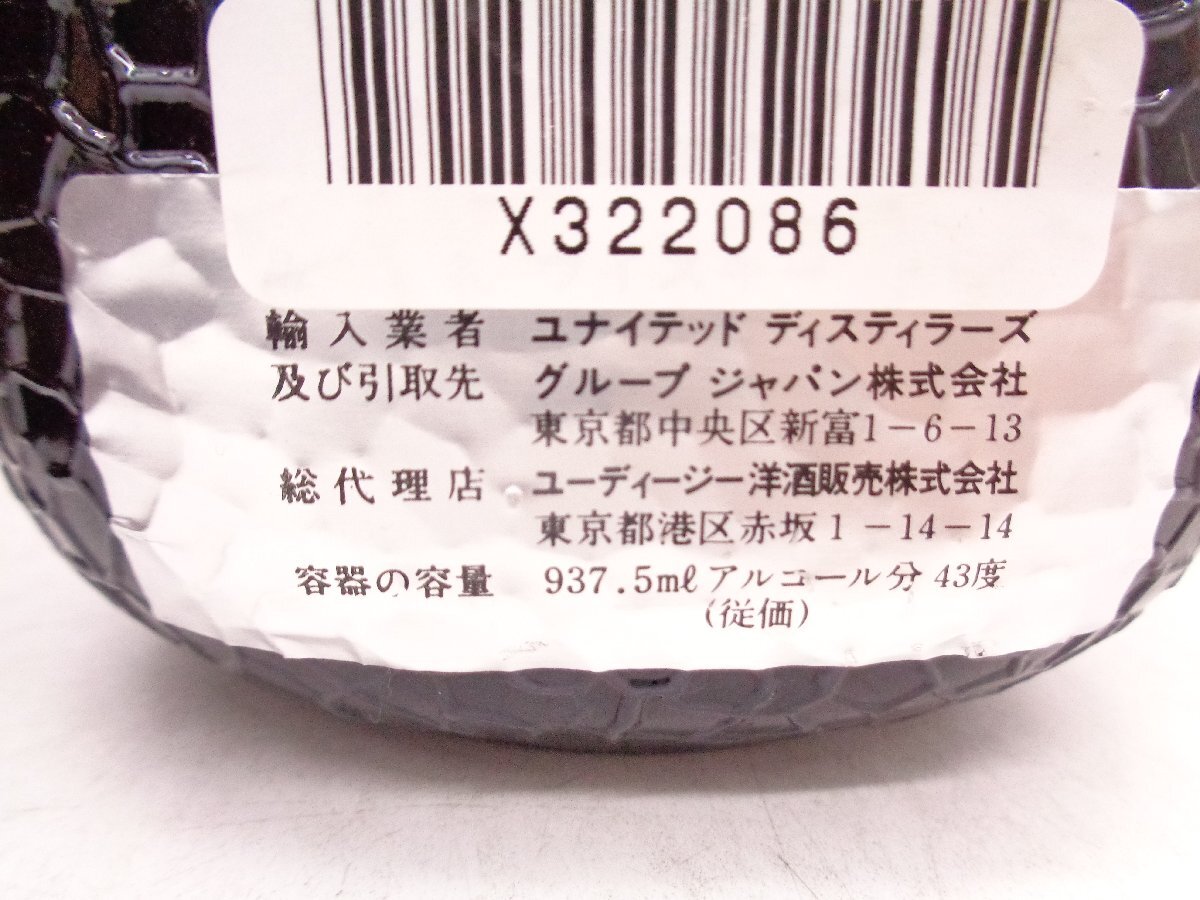 X322086
輸入業者 ユナイテッド ディスティラーズ
及び引取先 グループ ジャパン株式会社
東京都中央区新富1-6-13
総代理店 ユーディージー洋酒販売株式会社
東京都港区赤坂1-14-14
容器の容量 937.5mℓ アルコール分 43度
(従価)